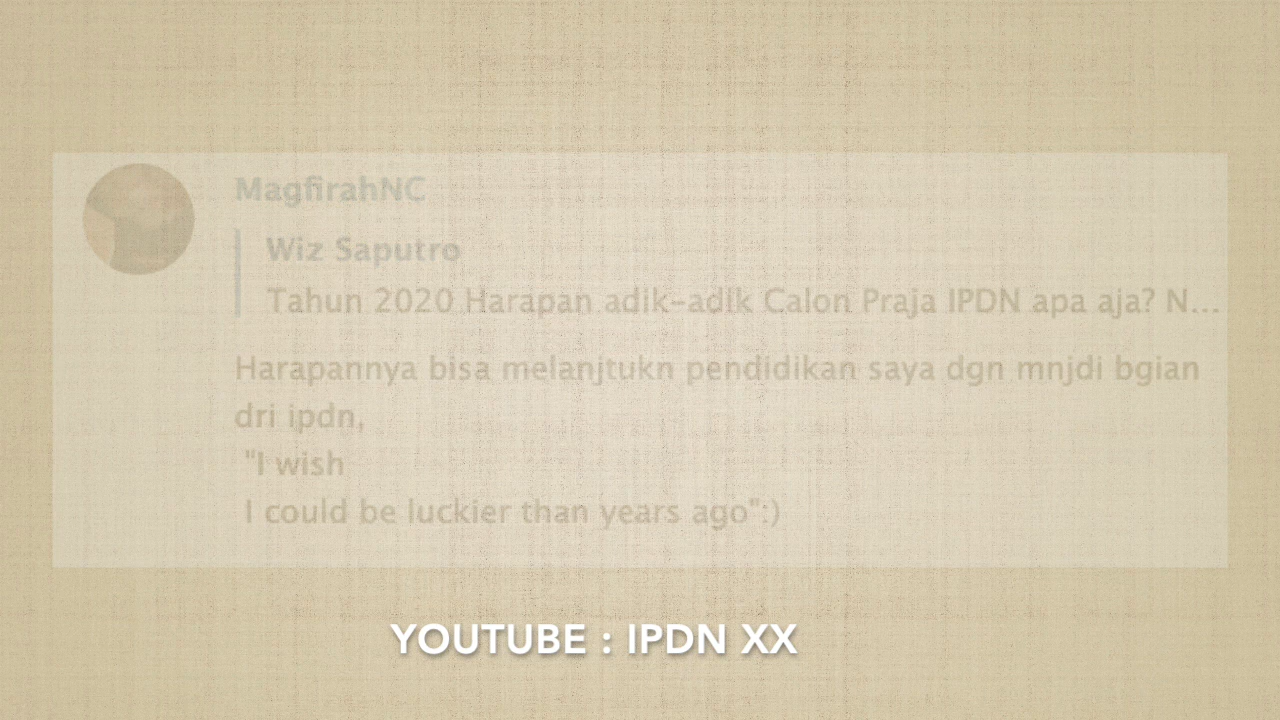 MagfirahNC
Wiz Saputro
Tahun 2020 Harapan adik-adIk Calon Praja IPDN apa aja? N...
Harapannya bisa melanjtukn pendidikan saya dgn mnjdi bgian
dri ipdn,
"I wish
I could be luckier than years ago":)
YOUTUBE : IPDN XX